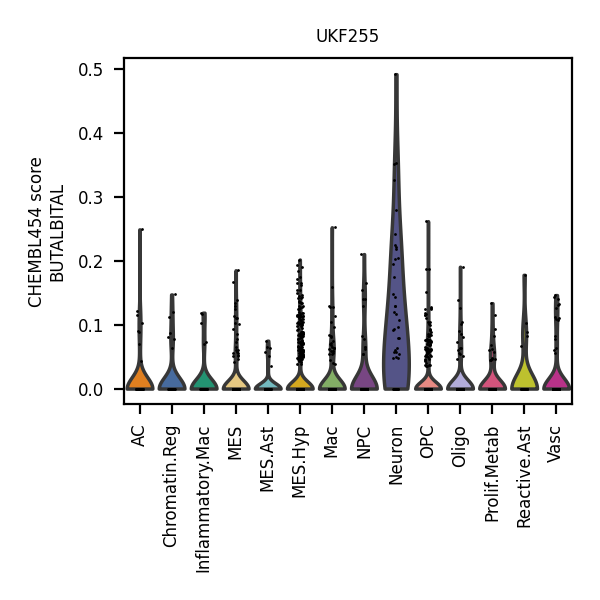 UKF255
CHEMBL454 score
BUTALBITAL
0.5
0.4
0.3
0.2
0.1
0.0
AC
Chromatin.Reg
Inflammatory.Mac
MES
MES.Ast
MES.Hyp
Mac
NPC
Neuron
OPC
Oligo
Prolif.Metab
Reactive.Ast
Vasc